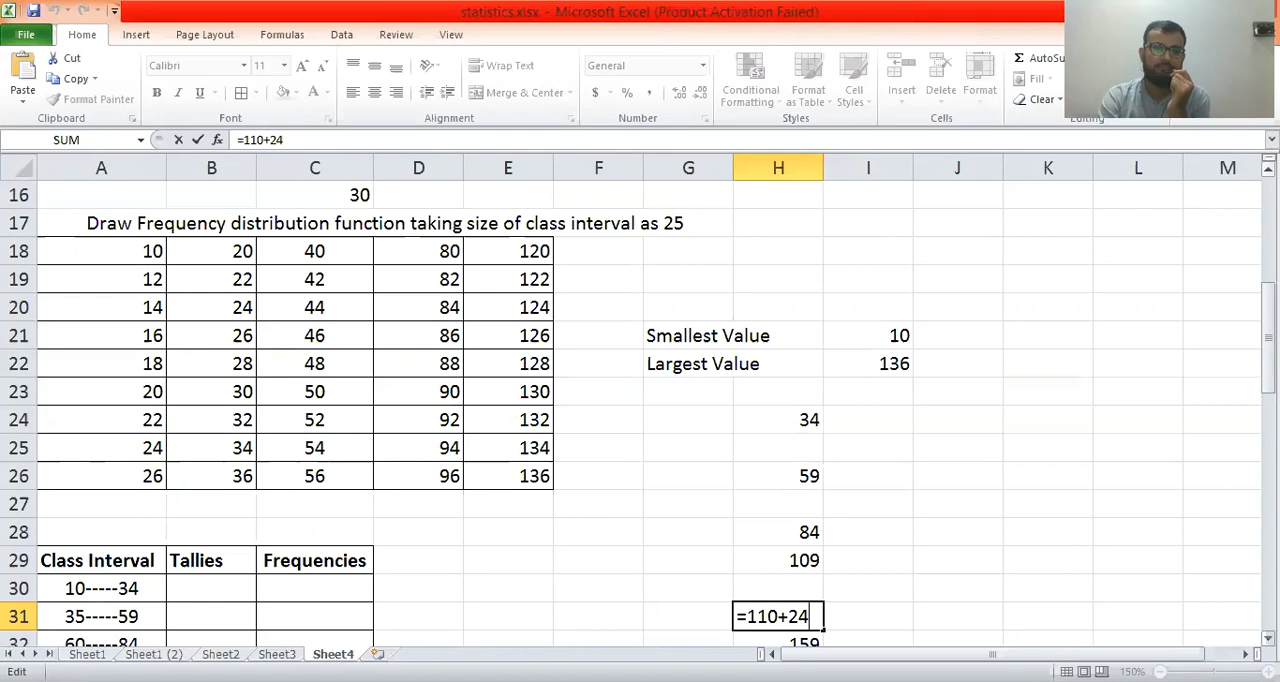 statistics.xlsx - Microsoft Excel (Product Activation Failed)
File Home Insert Page Layout Formulas Data Review View
Paste
Cut
Copy
Format Painter
Clipboard
Calibri 11
B I U A
Font
Wrap Text
Merge & Center
Alignment
General
$ % ,
Number
Conditional Formatting
Format as Table
Cell Styles
Styles
Insert Delete Format
Cells
Σ AutoSu
Fill
Clear
Editing
SUM fx =110+24
A B C D E F G H I J K L M
16 30
17 Draw Frequency distribution function taking size of class interval as 25
18 10 20 40 80 120
19 12 22 42 82 122
20 14 24 44 84 124
21 16 26 46 86 126 Smallest Value 10
22 18 28 48 88 128 Largest Value 136
23 20 30 50 90 130
24 22 32 52 92 132 34
25 24 34 54 94 134
26 26 36 56 96 136 59
27
28 84
29 Class Interval Tallies Frequencies 109
30 10-----34
31 35-----59 =110+24
32 60-----84 159
Sheet1 Sheet1 (2) Sheet2 Sheet3 Sheet4
Edit 150%